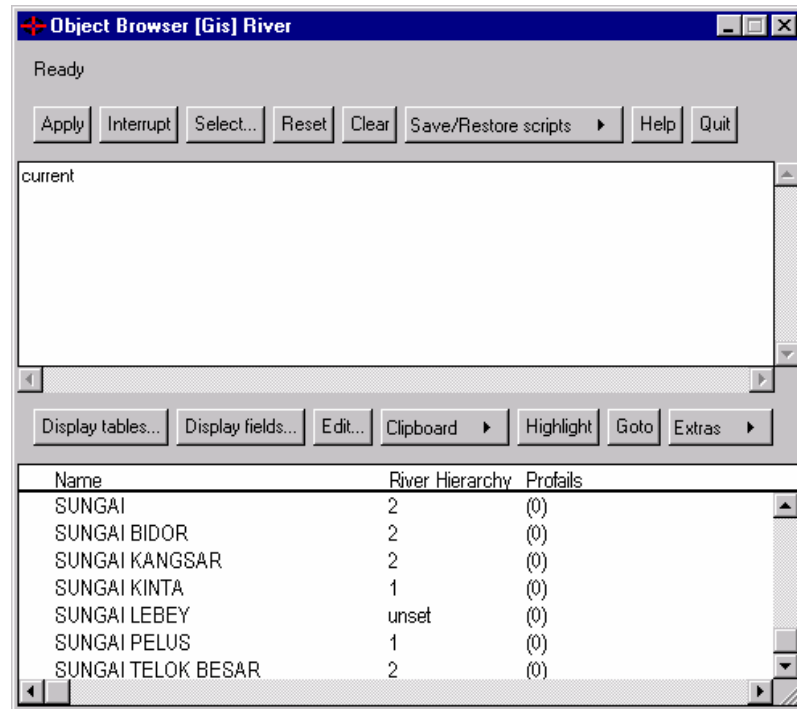 Object Browser [Gis] River
Ready
Apply Interrupt Select... Reset Clear Save/Restore scripts Help Quit
current
Display tables... Display fields... Edit... Clipboard Highlight Goto Extras
Name River Hierarchy Profails
SUNGAI 2 (0)
SUNGAI BIDOR 2 (0)
SUNGAI KANGSAR 2 (0)
SUNGAI KINTA 1 (0)
SUNGAI LEBEY unset (0)
SUNGAI PELUS 1 (0)
SUNGAI TELOK BESAR 2 (0)